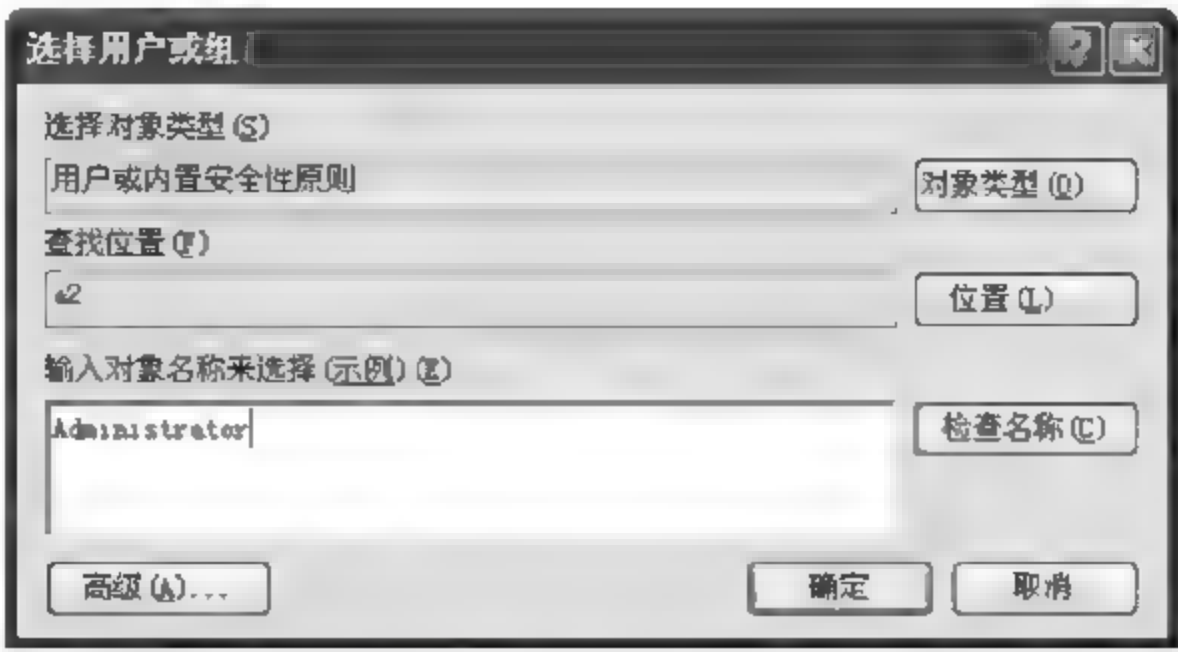 选择用户或组
选择对象类型(S)
用户或内置安全性原则
对象类型(O)
查找位置(F)
位置(L)
输入对象名称来选择(示例)(E)
Administrator
检查名称(C)
高级(A)...
确定
取消